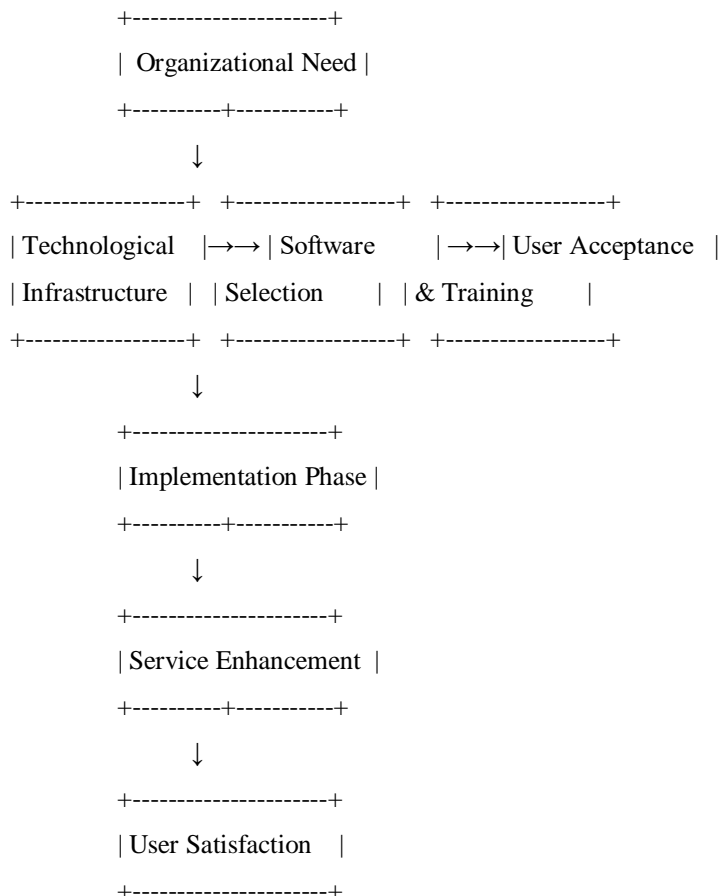 +----------------------+
| Organizational Need |
+----------+-----------+
↓
+------------------+ +------------------+ +------------------+
| Technological |→→ | Software | →→| User Acceptance |
| Infrastructure | | Selection | | & Training |
+------------------+ +------------------+ +------------------+
↓
+----------------------+
| Implementation Phase |
+----------+-----------+
↓
+----------------------+
| Service Enhancement |
+----------+-----------+
↓
+----------------------+
| User Satisfaction |
+----------------------+